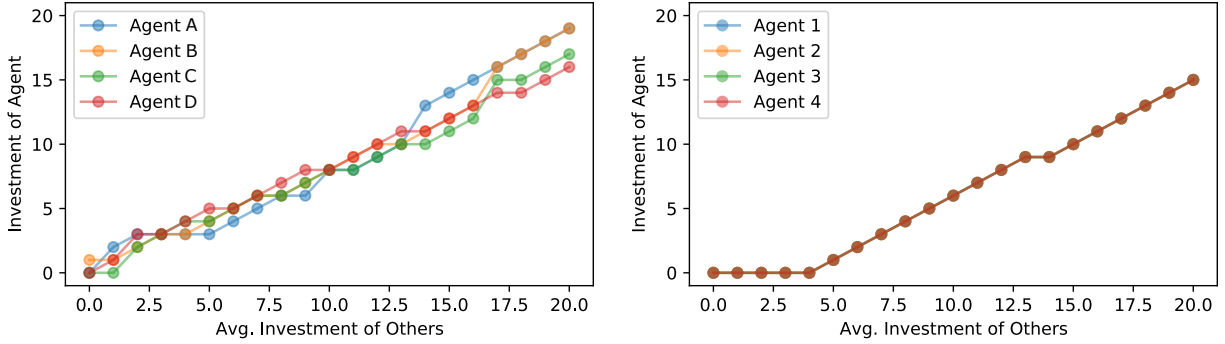 20
15
10
5
0
Investment of Agent
Agent A
Agent B
Agent C
Agent D
0.0 2.5 5.0 7.5 10.0 12.5 15.0 17.5 20.0
Avg. Investment of Others
20
15
10
5
0
Investment of Agent
Agent 1
Agent 2
Agent 3
Agent 4
0.0 2.5 5.0 7.5 10.0 12.5 15.0 17.5 20.0
Avg. Investment of Others